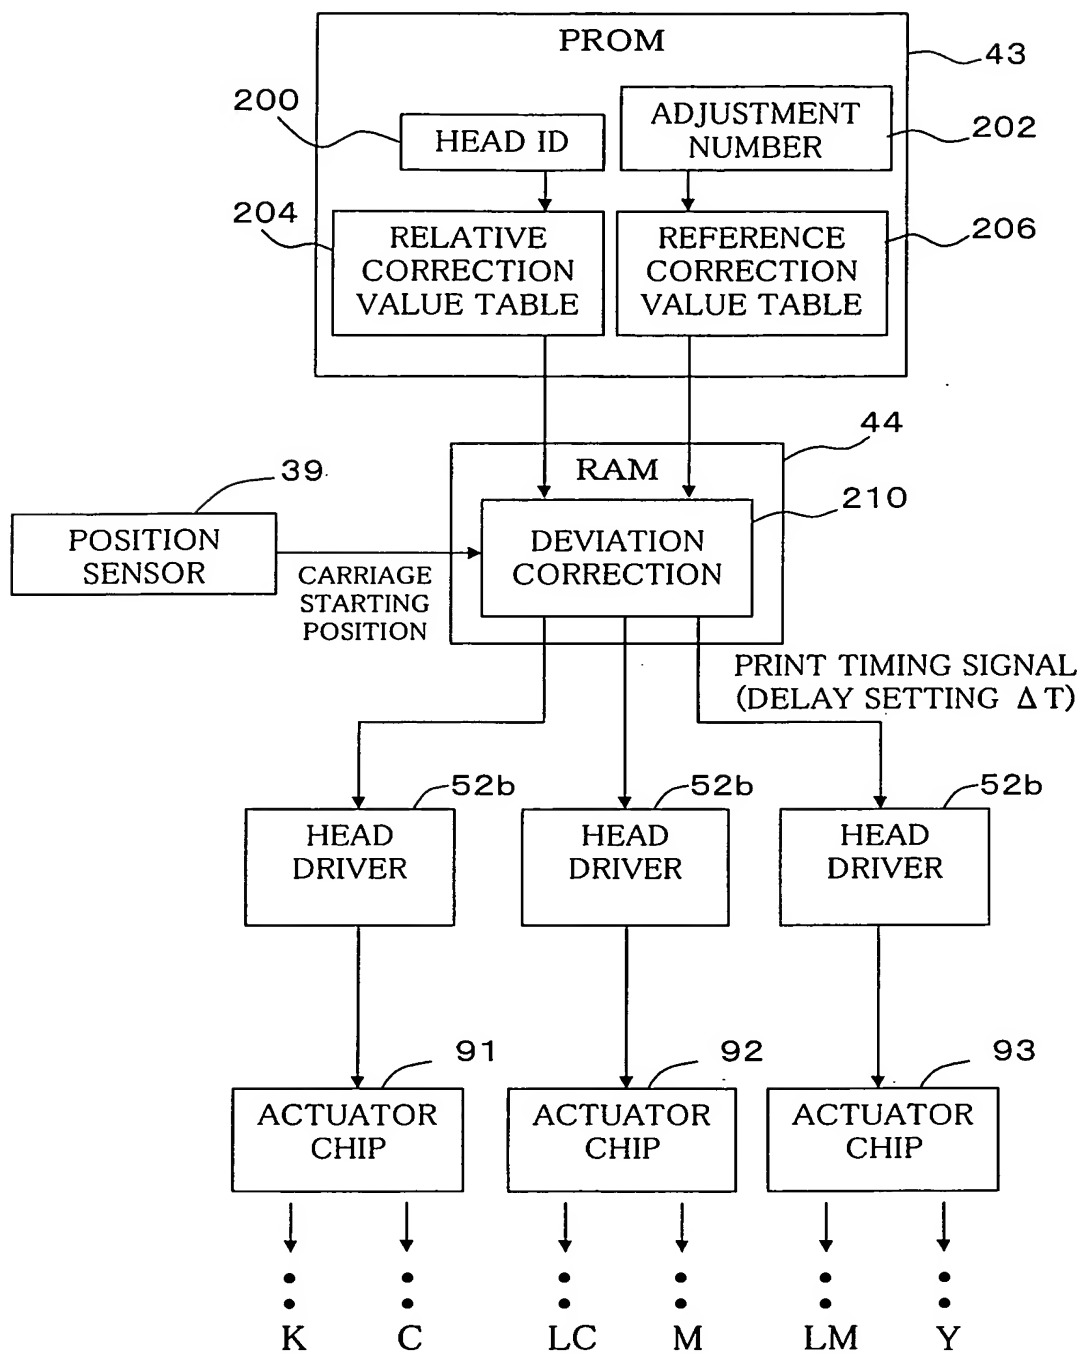 PROM
43
200
HEAD ID
ADJUSTMENT
NUMBER
202
204
RELATIVE
CORRECTION
VALUE TABLE
REFERENCE
CORRECTION
VALUE TABLE
206
44
RAM
39
210
POSITION
SENSOR
DEVIATION
CORRECTION
CARRIAGE
STARTING
POSITION
PRINT TIMING SIGNAL
(DELAY SETTING ΔT)
52b
52b
52b
HEAD
DRIVER
HEAD
DRIVER
HEAD
DRIVER
91
92
93
ACTUATOR
CHIP
ACTUATOR
CHIP
ACTUATOR
CHIP
K C LC M LM Y